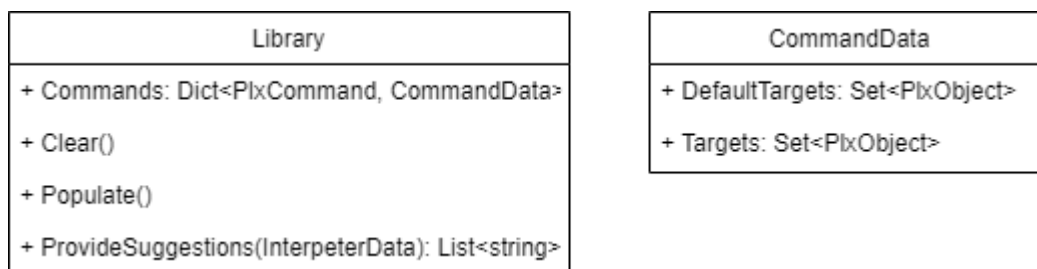 Library
+ Commands: Dict<PlxCommand, CommandData>
+ Clear()
+ Populate()
+ ProvideSuggestions(InterpeterData): List<string>
CommandData
+ DefaultTargets: Set<PlxObject>
+ Targets: Set<PlxObject>